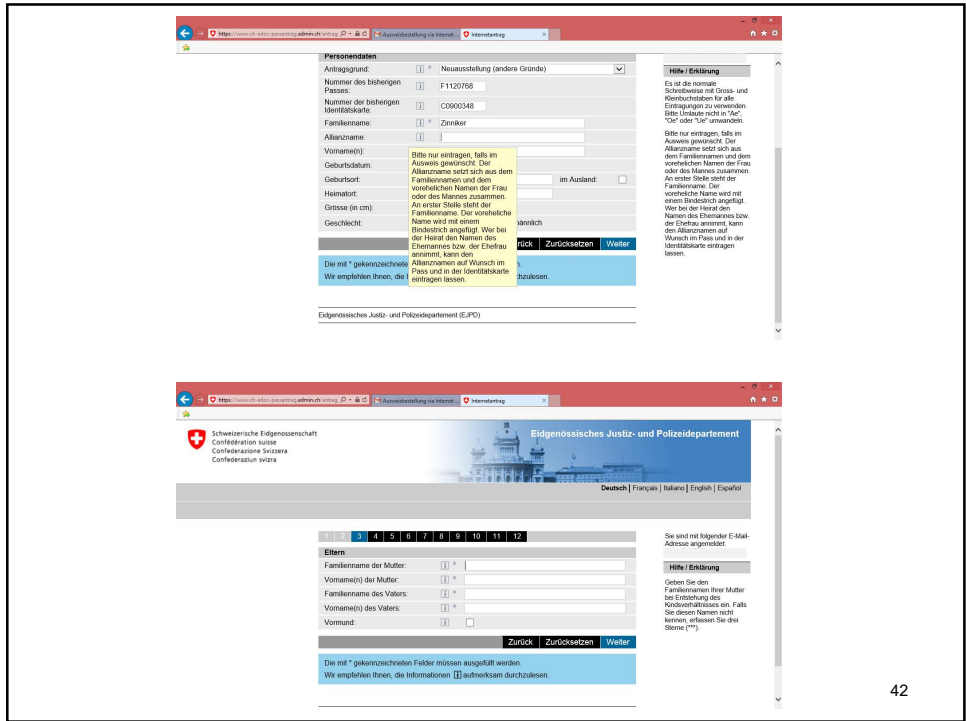 https://www.ch-edoc-passantrag.admin.ch/antrag
Ausweisbestellung via Internet ...
Internetantrag
Personendaten
Antragsgrund: i * Neuausstellung (andere Gründe)
Nummer des bisherigen Passes: i F1120768
Nummer der bisherigen Identitätskarte: i C0900348
Familienname: i * Zinniker
Allianzname: i
Vorname(n):
Geburtsdatum:
Geburtsort: im Ausland:
Heimatort:
Grösse (in cm):
Geschlecht: männlich
Bitte nur eintragen, falls im
Ausweis gewünscht. Der
Allianzname setzt sich aus dem
Familiennamen und dem
vorehelichen Namen der Frau
oder des Mannes zusammen.
An erster Stelle steht der
Familienname. Der voreheliche
Name wird mit einem
Bindestrich angefügt. Wer bei
der Heirat den Namen des
Ehemannes bzw. der Ehefrau
annimmt, kann den
Allianznamen auf Wunsch im
Pass und in der Identitätskarte
eintragen lassen.
rück Zurücksetzen Weiter
Die mit * gekennzeichnete n.
Wir empfehlen Ihnen, die I chzulesen.
Eidgenössisches Justiz- und Polizeidepartement (EJPD)
Hilfe / Erklärung
Es ist die normale
Schreibweise mit Gross- und
Kleinbuchstaben für alle
Eintragungen zu verwenden.
Bitte Umlaute nicht in "Ae",
"Oe" oder "Ue" umwandeln.
Bitte nur eintragen, falls im
Ausweis gewünscht. Der
Allianzname setzt sich aus
dem Familiennamen und dem
vorehelichen Namen der Frau
oder des Mannes zusammen.
An erster Stelle steht der
Familienname. Der
voreheliche Name wird mit
einem Bindestrich angefügt.
Wer bei der Heirat den
Namen des Ehemannes bzw.
der Ehefrau annimmt, kann
den Allianznamen auf
Wunsch im Pass und in der
Identitätskarte eintragen
lassen.
https://www.ch-edoc-passantrag.admin.ch/antrag
Ausweisbestellung via Internet ...
Internetantrag
Schweizerische Eidgenossenschaft
Confédération suisse
Confederazione Svizzera
Confederaziun svizra
Eidgenössisches Justiz- und Polizeidepartement
Deutsch | Français | Italiano | English | Español
1 2 3 4 5 6 7 8 9 10 11 12
Eltern
Familienname der Mutter: i *
Vorname(n) der Mutter: i *
Familienname des Vaters: i *
Vorname(n) des Vaters: i *
Vormund: i
Zurück Zurücksetzen Weiter
Die mit * gekennzeichneten Felder müssen ausgefüllt werden.
Wir empfehlen Ihnen, die Informationen i aufmerksam durchzulesen.
Sie sind mit folgender E-Mail-
Adresse angemeldet:
Hilfe / Erklärung
Geben Sie den
Familiennamen Ihrer Mutter
bei Entstehung des
Kindsverhältnisses ein. Falls
Sie diesen Namen nicht
kennen, erfassen Sie drei
Sterne (***).
42